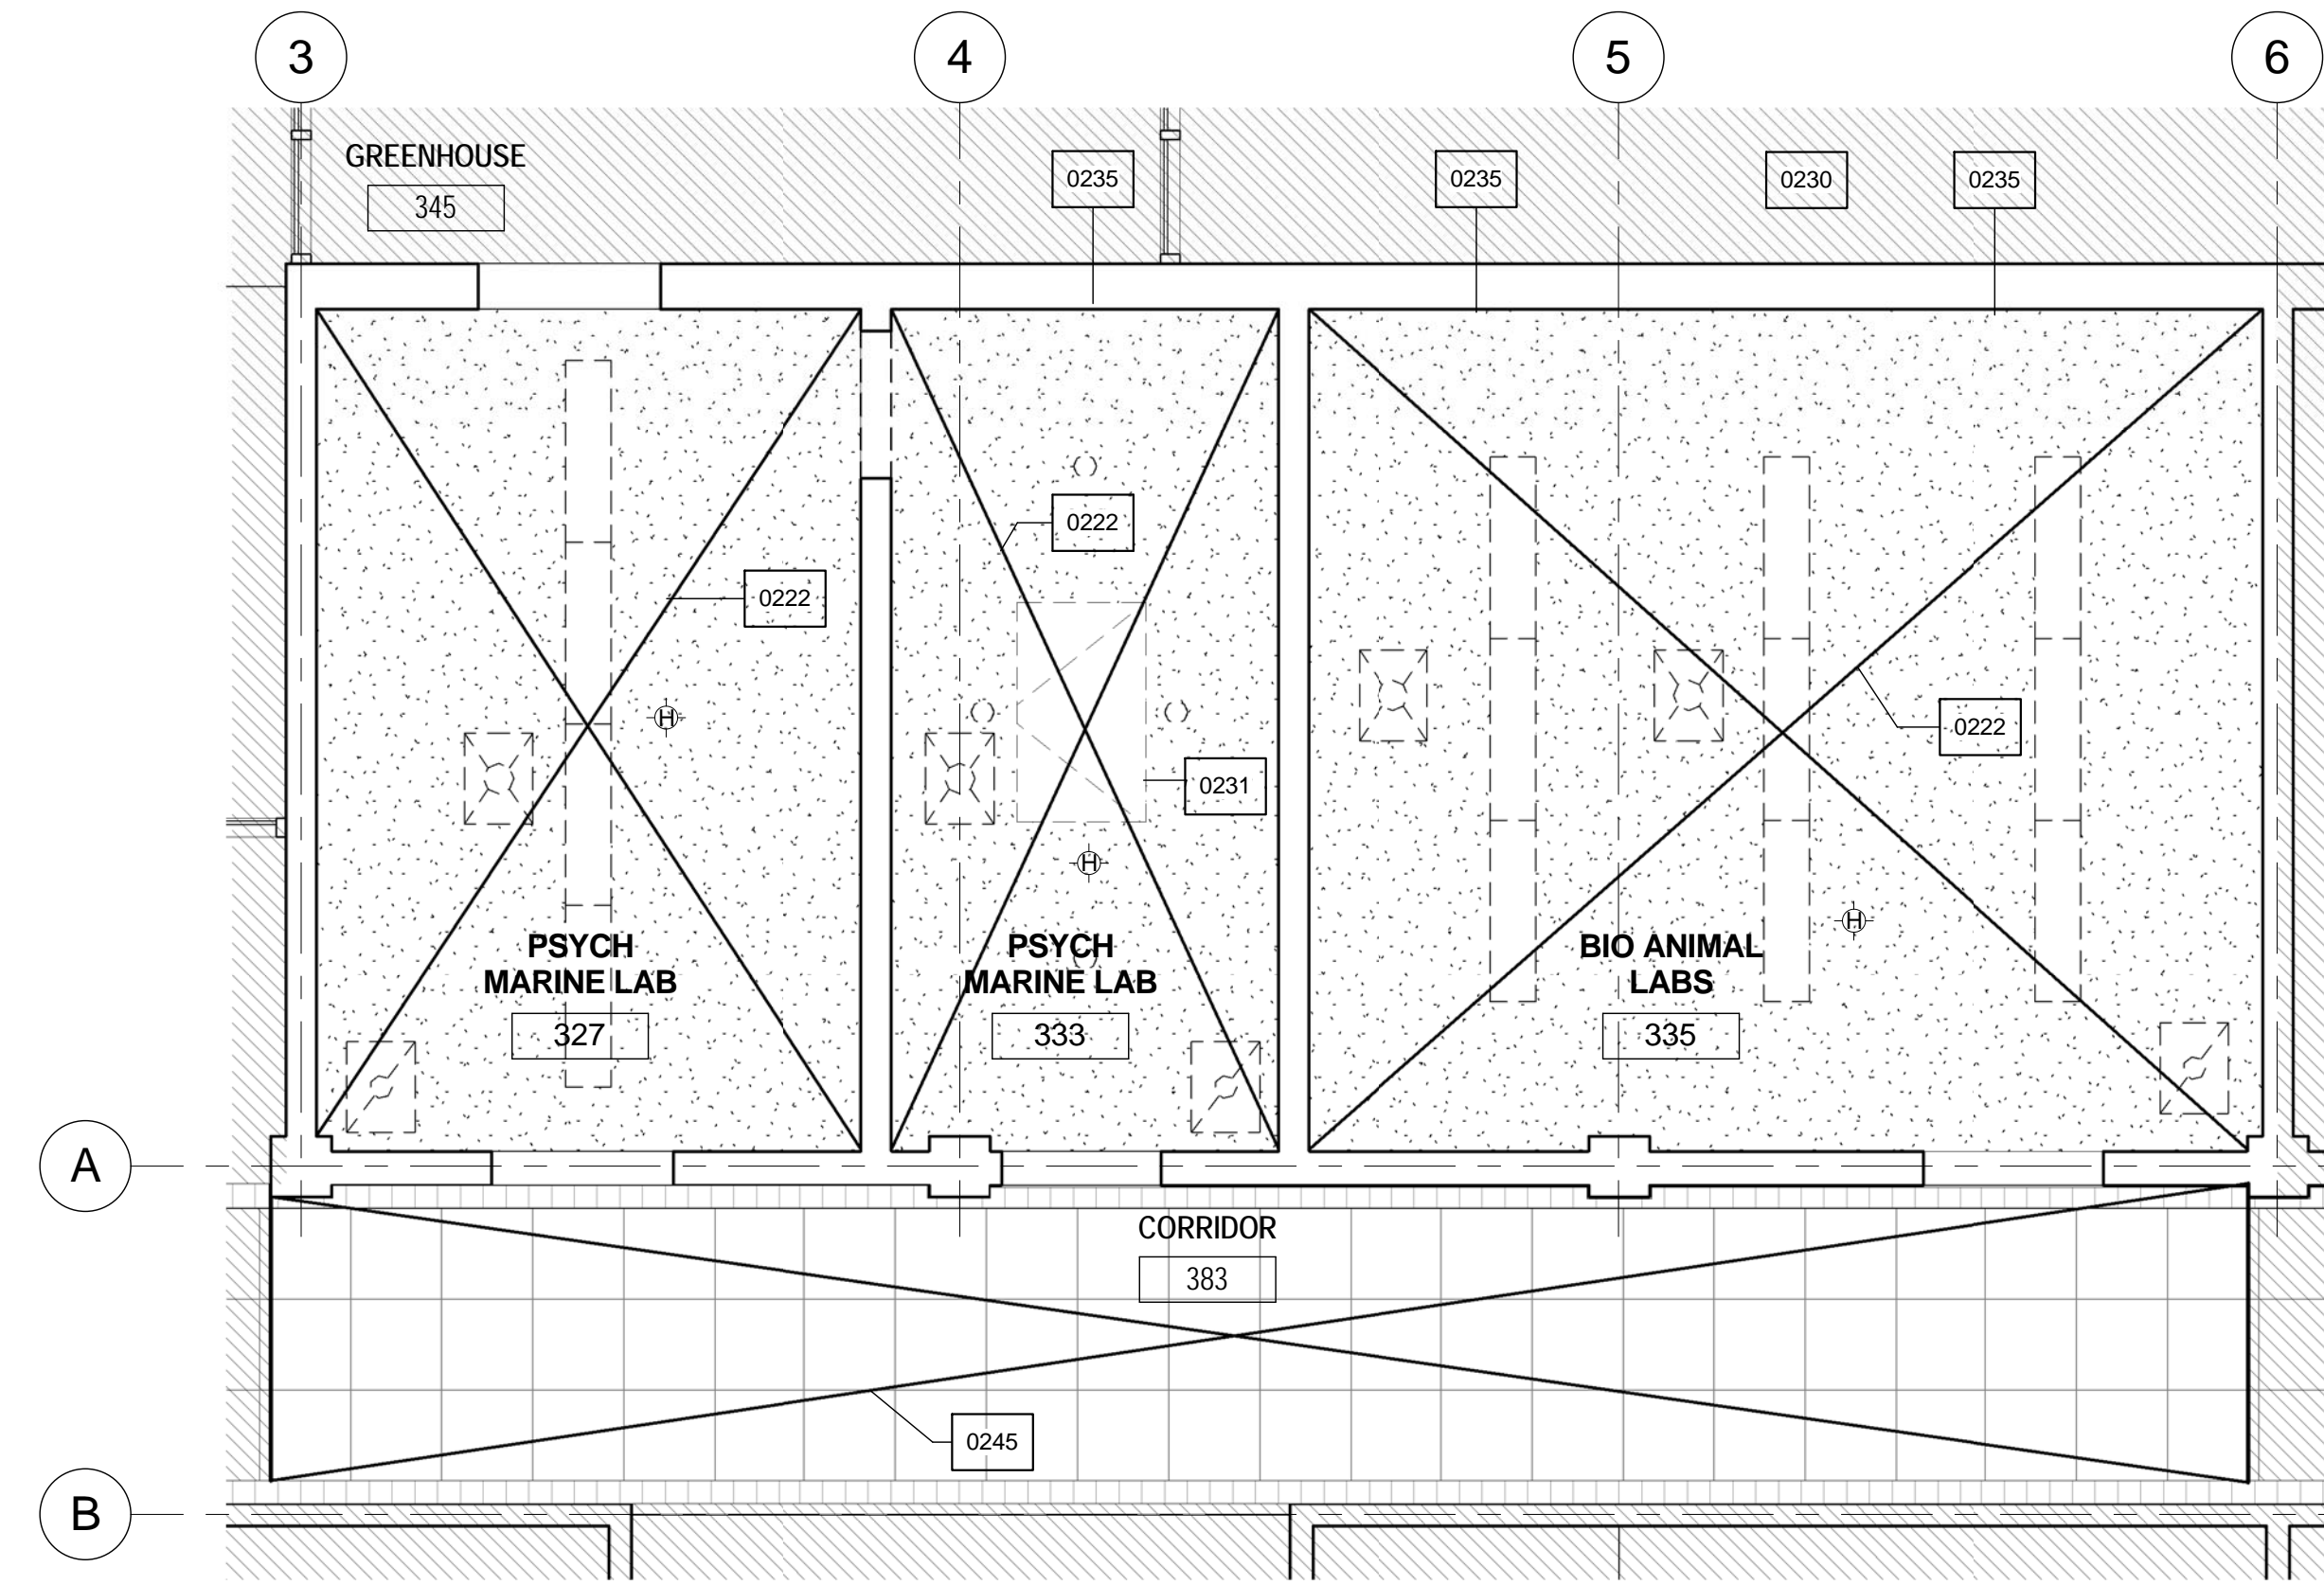 3
4
5
6
GREENHOUSE
345
0235
0235
0230
0235
0222
0222
H
0222
0231
H
H
PSYCH
MARINE LAB
327
PSYCH
MARINE LAB
333
BIO ANIMAL
LABS
335
A
CORRIDOR
383
0245
B